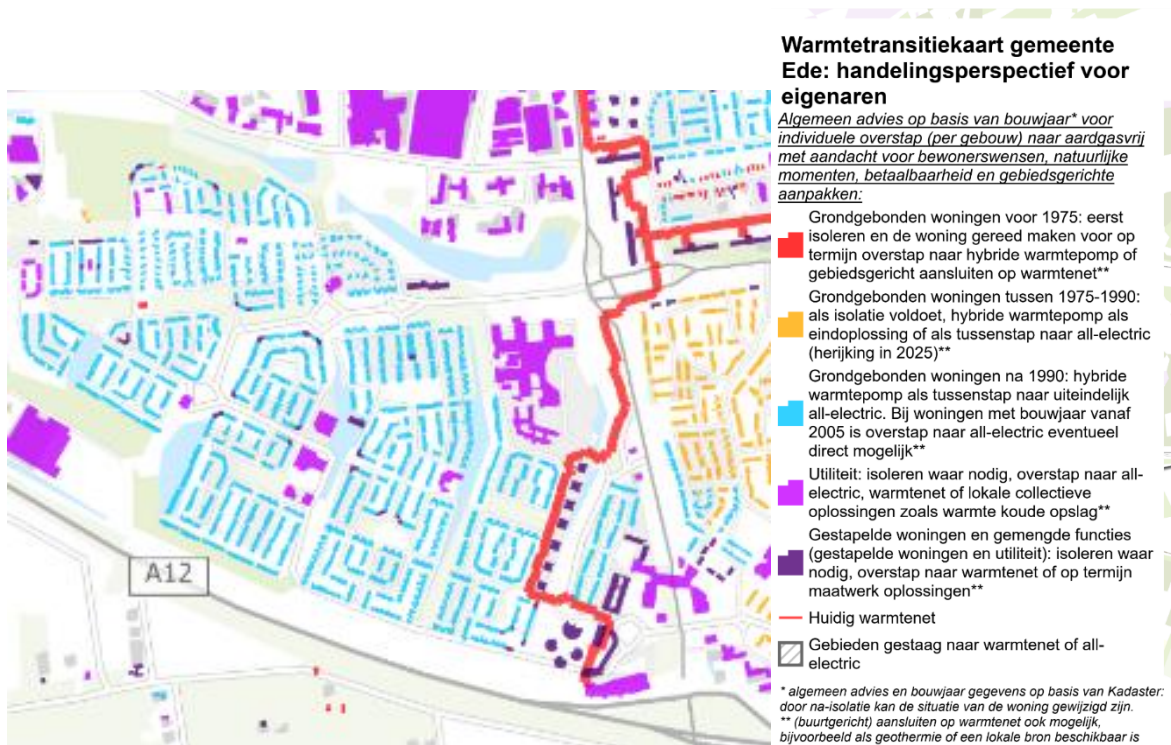 Warmtetransitiekaart gemeente
Ede: handelingsperspectief voor
eigenaren
Algemeen advies op basis van bouwjaar* voor
individuele overstap (per gebouw) naar aardgasvrij
met aandacht voor bewonerswensen, natuurlijke
momenten, betaalbaarheid en gebiedsgerichte
aanpakken:
Grondgebonden woningen voor 1975: eerst
isoleren en de woning gereed maken voor op
termijn overstap naar hybride warmtepomp of
gebiedsgericht aansluiten op warmtenet**
Grondgebonden woningen tussen 1975-1990:
als isolatie voldoet, hybride warmtepomp als
eindoplossing of als tussenstap naar all-electric
(herijking in 2025)**
Grondgebonden woningen na 1990: hybride
warmtepomp als tussenstap naar uiteindelijk
all-electric. Bij woningen met bouwjaar vanaf
2005 is overstap naar all-electric eventueel
direct mogelijk**
Utiliteit: isoleren waar nodig, overstap naar all-
electric, warmtenet of lokale collectieve
oplossingen zoals warmte koude opslag**
Gestapelde woningen en gemengde functies
(gestapelde woningen en utiliteit): isoleren waar
nodig, overstap naar warmtenet of op termijn
maatwerk oplossingen**
Huidig warmtenet
Gebieden gestaag naar warmtenet of all-
electric
* algemeen advies en bouwjaar gegevens op basis van Kadaster:
door na-isolatie kan de situatie van de woning gewijzigd zijn.
** (buurtgericht) aansluiten op warmtenet ook mogelijk,
bijvoorbeeld als geothermie of een lokale bron beschikbaar is
A12